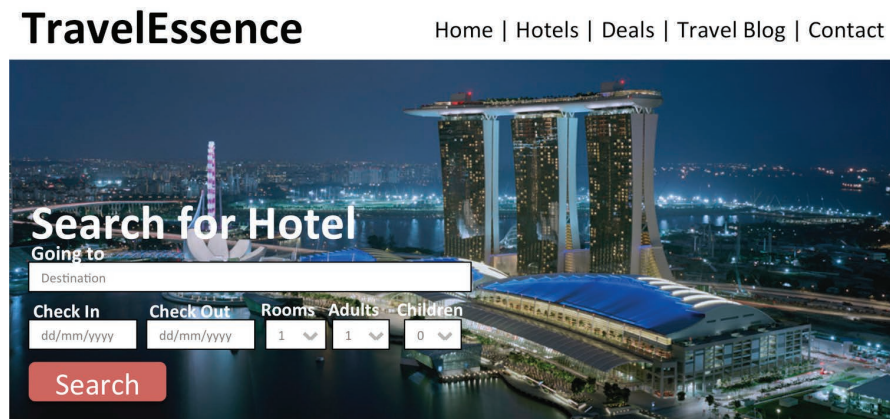 TravelEssence
Home | Hotels | Deals | Travel Blog | Contact
Search for Hotel
Going to
Destination
Check In Check Out Rooms Adults Children
dd/mm/yyyy dd/mm/yyyy 1 1 0
Search